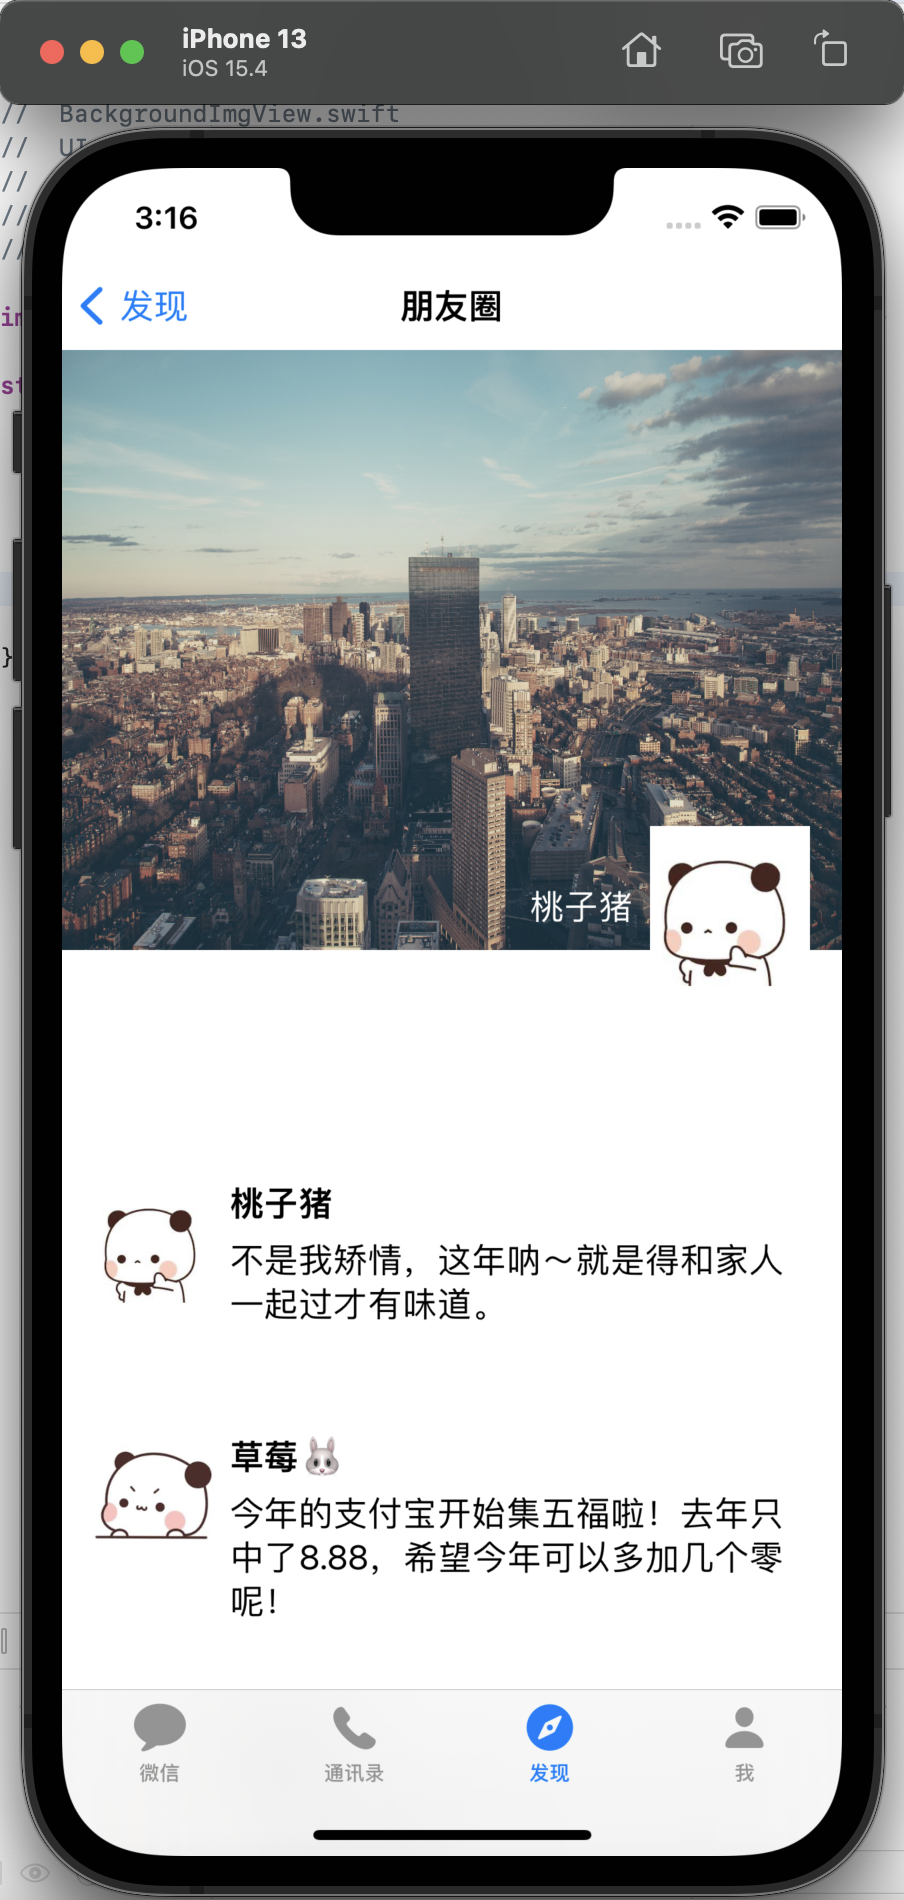 iPhone 13
iOS 15.4
// BackgroundImgView.swift
// UI
//
//
//
3:16
发现
朋友圈
st
}
桃子猪
桃子猪
不是我矫情，这年呐～就是得和家人
一起过才有味道。
草莓🐰
今年的支付宝开始集五福啦！去年只
中了8.88，希望今年可以多加几个零
呢！
微信
通讯录
发现
我